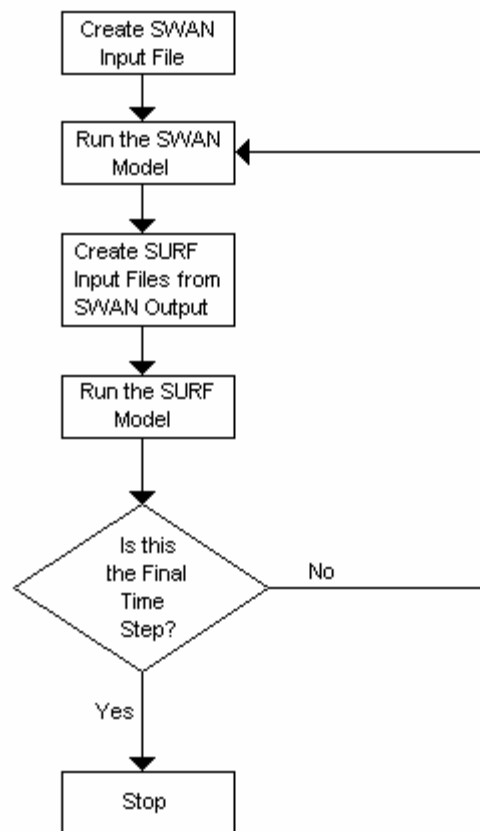 Create SWAN
Input File
Run the SWAN
Model
Create SURF
Input Files from
SWAN Output
Run the SURF
Model
Is this
the Final
Time
Step?
No
Yes
Stop